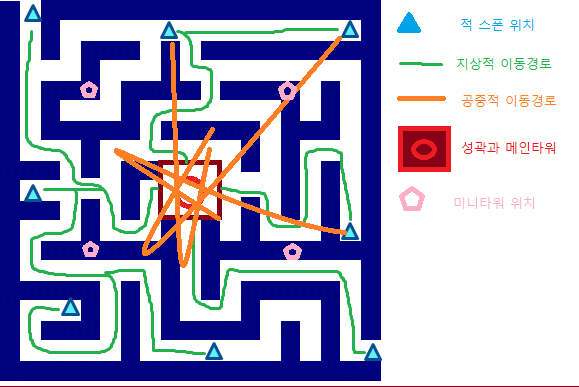 적 스폰 위치
지상적 이동경로
공중적 이동경로
성곽과 메인타워
미니타워 위치